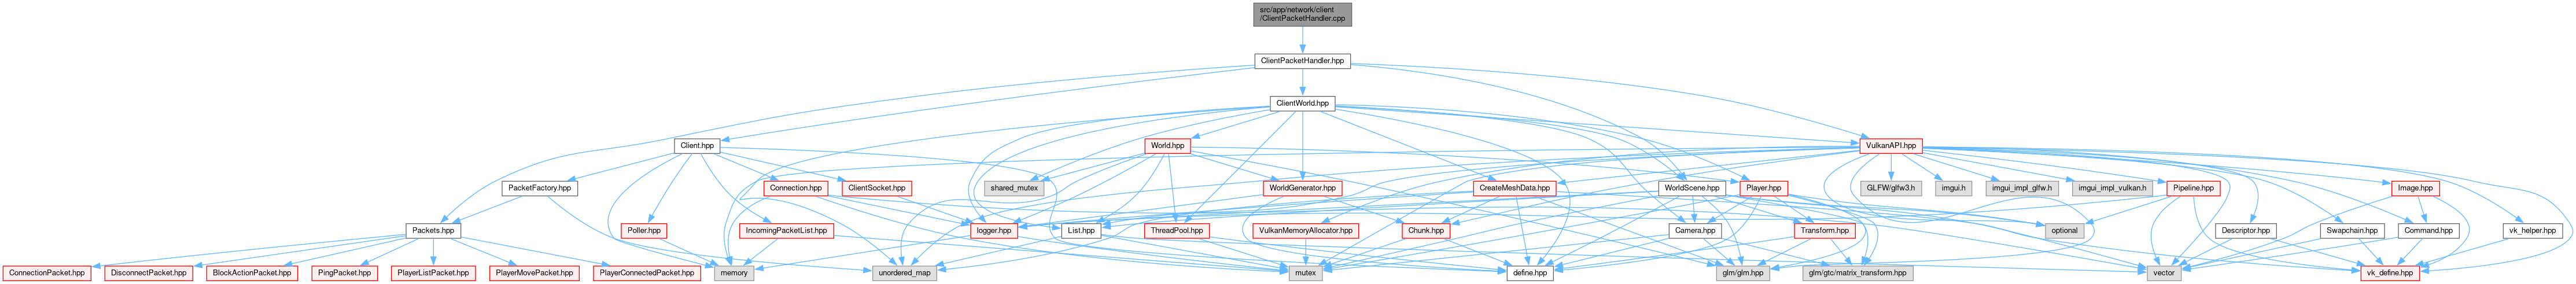 src/app/network/client
/ClientPacketHandler.cpp
ClientPacketHandler.hpp
ClientWorld.hpp
Client.hpp
World.hpp
VulkanAPI.hpp
PacketFactory.hpp
Connection.hpp
ClientSocket.hpp
shared_mutex
WorldGenerator.hpp
CreateMeshData.hpp
WorldScene.hpp
Player.hpp
GLFW/glfw3.h
imgui.h
imgui_impl_glfw.h
imgui_impl_vulkan.h
Pipeline.hpp
Image.hpp
Packets.hpp
Poller.hpp
IncomingPacketList.hpp
logger.hpp
List.hpp
ThreadPool.hpp
VulkanMemoryAllocator.hpp
Chunk.hpp
Camera.hpp
Transform.hpp
optional
Descriptor.hpp
Swapchain.hpp
Command.hpp
vk_helper.hpp
ConnectionPacket.hpp
DisconnectPacket.hpp
BlockActionPacket.hpp
PingPacket.hpp
PlayerListPacket.hpp
PlayerMovePacket.hpp
PlayerConnectedPacket.hpp
memory
unordered_map
mutex
define.hpp
glm/glm.hpp
glm/gtc/matrix_transform.hpp
vector
vk_define.hpp